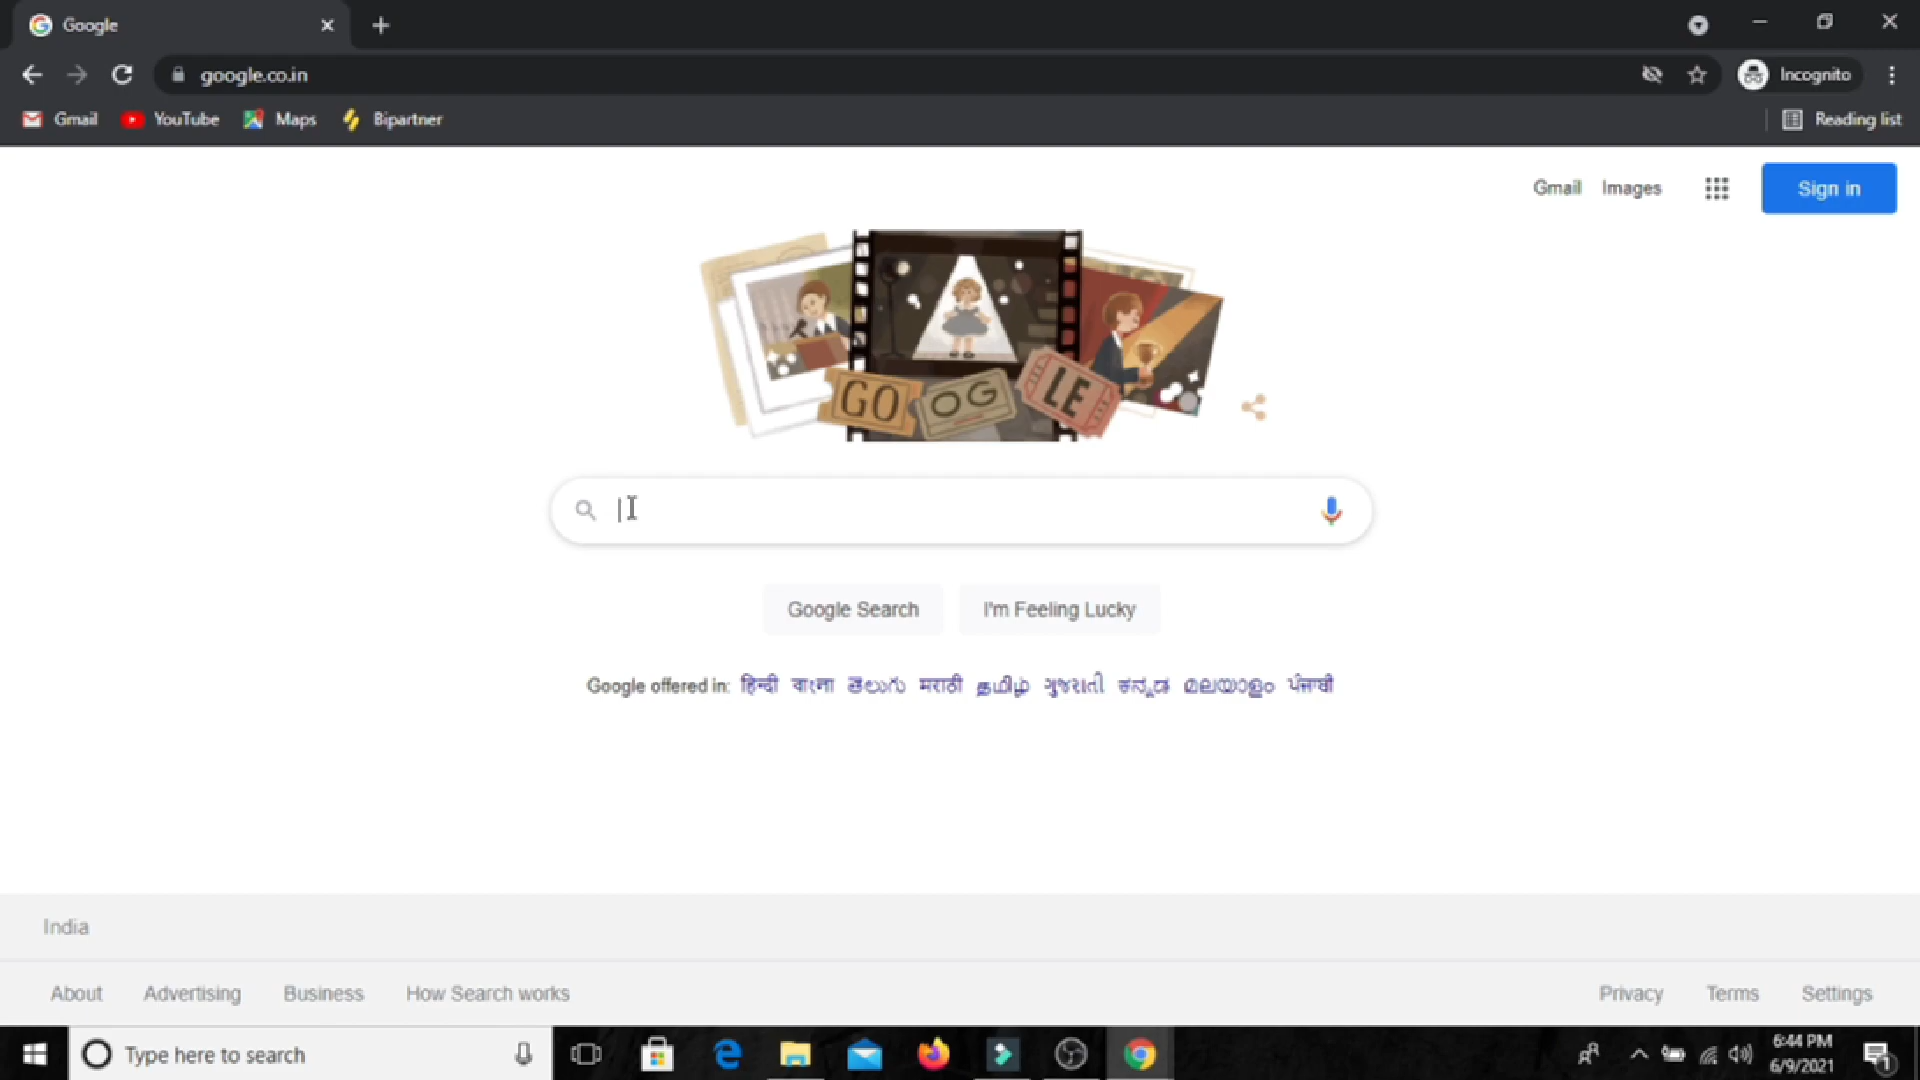 Google
google.co.in
Incognito
Gmail YouTube Maps Bipartner Reading list
Gmail Images Sign in
GO OG LE
Google Search I'm Feeling Lucky
Google offered in: हिन्दी বাংলা తెలుగు मराठी தமிழ் ગુજરાતી ಕನ್ನಡ മലയാളം ਪੰਜਾਬੀ
India
About Advertising Business How Search works Privacy Terms Settings
Type here to search
6:44 PM
6/9/2021
1